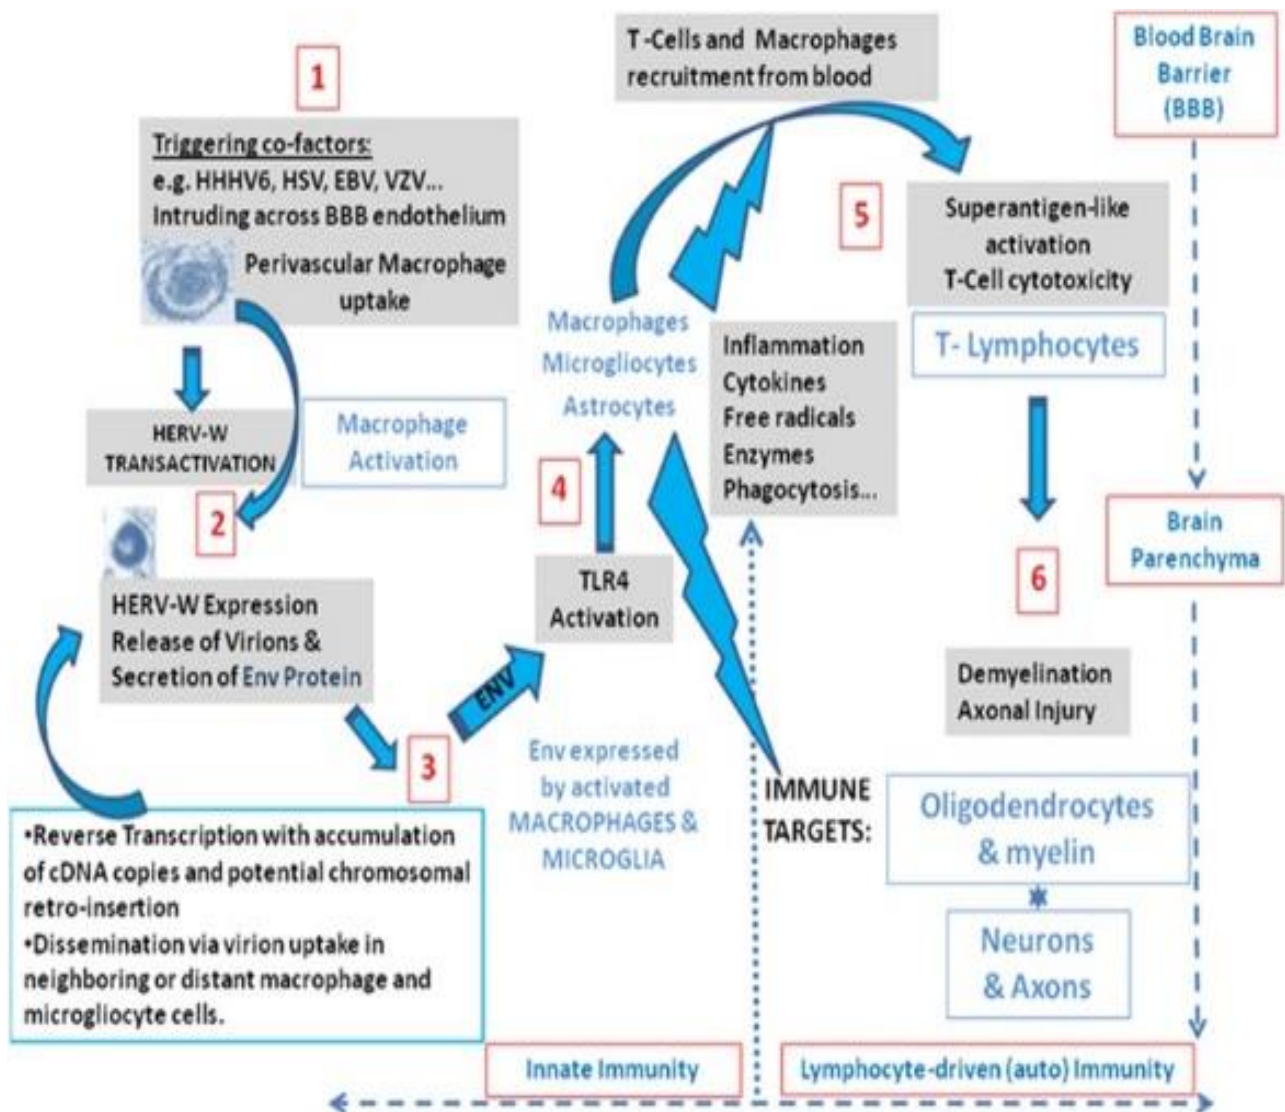 1
Triggering co-factors:
e.g. HHHV6, HSV, EBV, VZV...
Intruding across BBB endothelium
Perivascular Macrophage
uptake
HERV-W
TRANSACTIVATION
Macrophage
Activation
2
HERV-W Expression
Release of Virions &
Secretion of Env Protein
•Reverse Transcription with accumulation
of cDNA copies and potential chromosomal
retro-insertion
•Dissemination via virion uptake in
neighboring or distant macrophage and
microgliocyte cells.
3
ENV
Env expressed
by activated
MACROPHAGES &
MICROGLIA
TLR4
Activation
4
Macrophages
Microgliocytes
Astrocytes
T -Cells and Macrophages
recruitment from blood
Inflammation
Cytokines
Free radicals
Enzymes
Phagocytosis...
5
Superantigen-like
activation
T-Cell cytotoxicity
T- Lymphocytes
6
Demyelination
Axonal Injury
IMMUNE
TARGETS:
Oligodendrocytes
& myelin
Neurons
& Axons
Blood Brain
Barrier
(BBB)
Brain
Parenchyma
Innate Immunity
Lymphocyte-driven (auto) Immunity